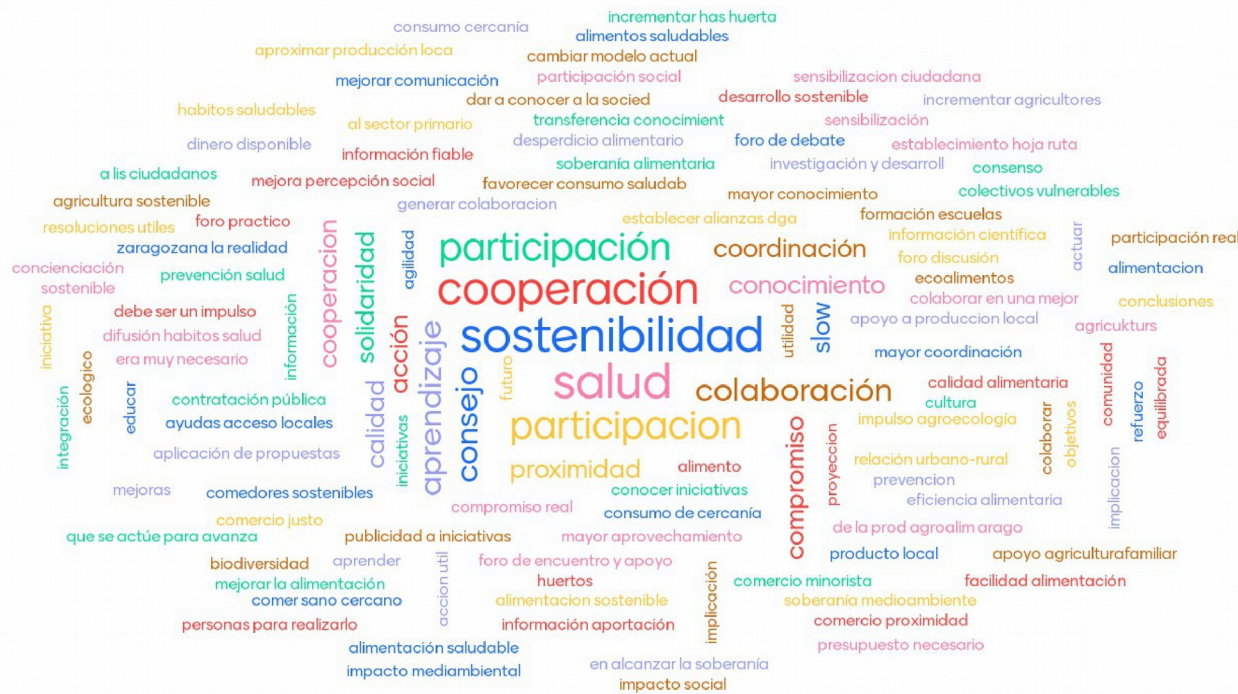 incrementar has huerta
consumo cercanía
alimentos saludables
aproximar producción loca
cambiar modelo actual
mejorar comunicación
participación social
sensibilizacion ciudadana
dar a conocer a la socied
desarrollo sostenible
incrementar agricultores
habitos saludables
al sector primario
transferencia conocimient
sensibilización
dinero disponible
información fiable
desperdicio alimentario
foro de debate
establecimiento hoja ruta
soberanía alimentaria
investigación y desarroll
consenso
a lis ciudadanos
mejora percepción social
favorecer consumo saludab
mayor conocimiento
colectivos vulnerables
agricultura sostenible
generar colaboracion
resoluciones utiles
foro practico
establecer alianzas dga
formación escuelas
información científica
participación real
zaragozana la realidad
cooperacion
solidaridad
agilidad
participación
coordinación
foro discusión
actuar
alimentacion
concienciación
prevención salud
sostenible
cooperación
conocimiento
ecoalimentos
colaborar en una mejor
conclusiones
debe ser un impulso
información
acción
aprendizaje
sostenibilidad
utilidad
slow
apoyo a produccion local
agricukturs
iniciativa
difusión habitos salud
era muy necesario
mayor coordinación
integración
ecologico
educar
contratación pública
calidad
consejo
futuro
salud
colaboración
calidad alimentaria
cultura
comunidad
refuerzo
equilibrada
ayudas acceso locales
iniciativas
participacion
compromiso
proyeccion
impulso agroecología
colaborar
objetivos
aplicación de propuestas
proximidad
alimento
relación urbano-rural
prevencion
implicacion
mejoras
comedores sostenibles
conocer iniciativas
eficiencia alimentaria
compromiso real
consumo de cercanía
comercio justo
de la prod agroalim arago
que se actúe para avanza
publicidad a iniciativas
mayor aprovechamiento
producto local
apoyo agriculturafamiliar
biodiversidad
aprender
accion util
foro de encuentro y apoyo
implicación
mejorar la alimentación
huertos
comercio minorista
facilidad alimentación
comer sano cercano
alimentacion sostenible
soberanía medioambiente
personas para realizarlo
información aportación
comercio proximidad
alimentación saludable
presupuesto necesario
impacto mediambiental
en alcanzar la soberanía
impacto social